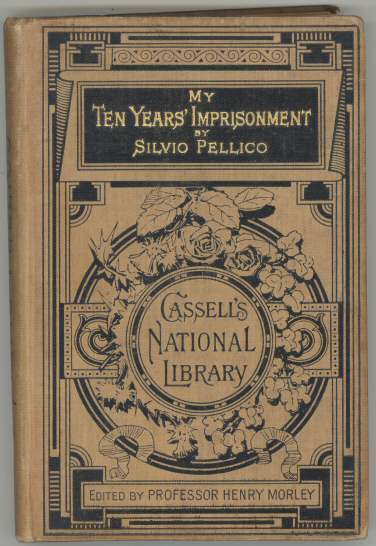 MY
TEN YEARS' IMPRISONMENT
BY
SILVIO PELLICO
CASSELL'S
NATIONAL
LIBRARY
EDITED BY PROFESSOR HENRY MORLEY